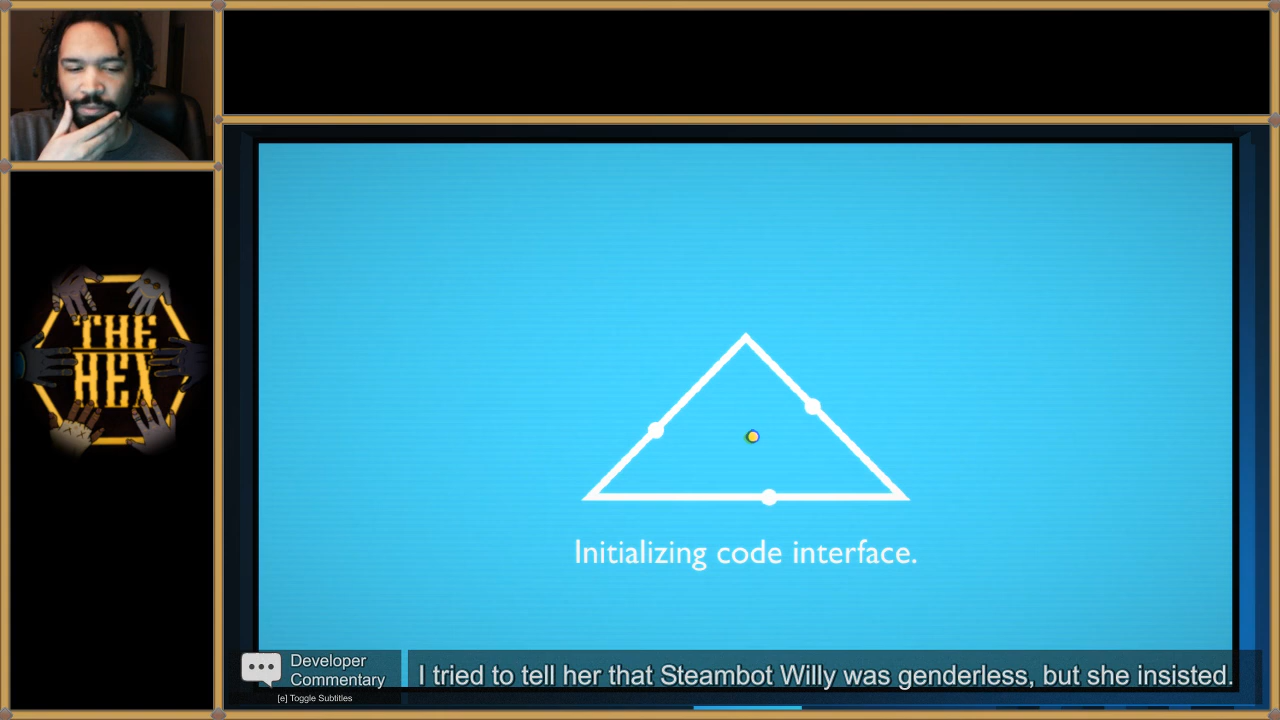 THE
HEX
Initializing code interface.
Developer
Commentary
[e] Toggle Subtitles
I tried to tell her that Steambot Willy was genderless, but she insisted.